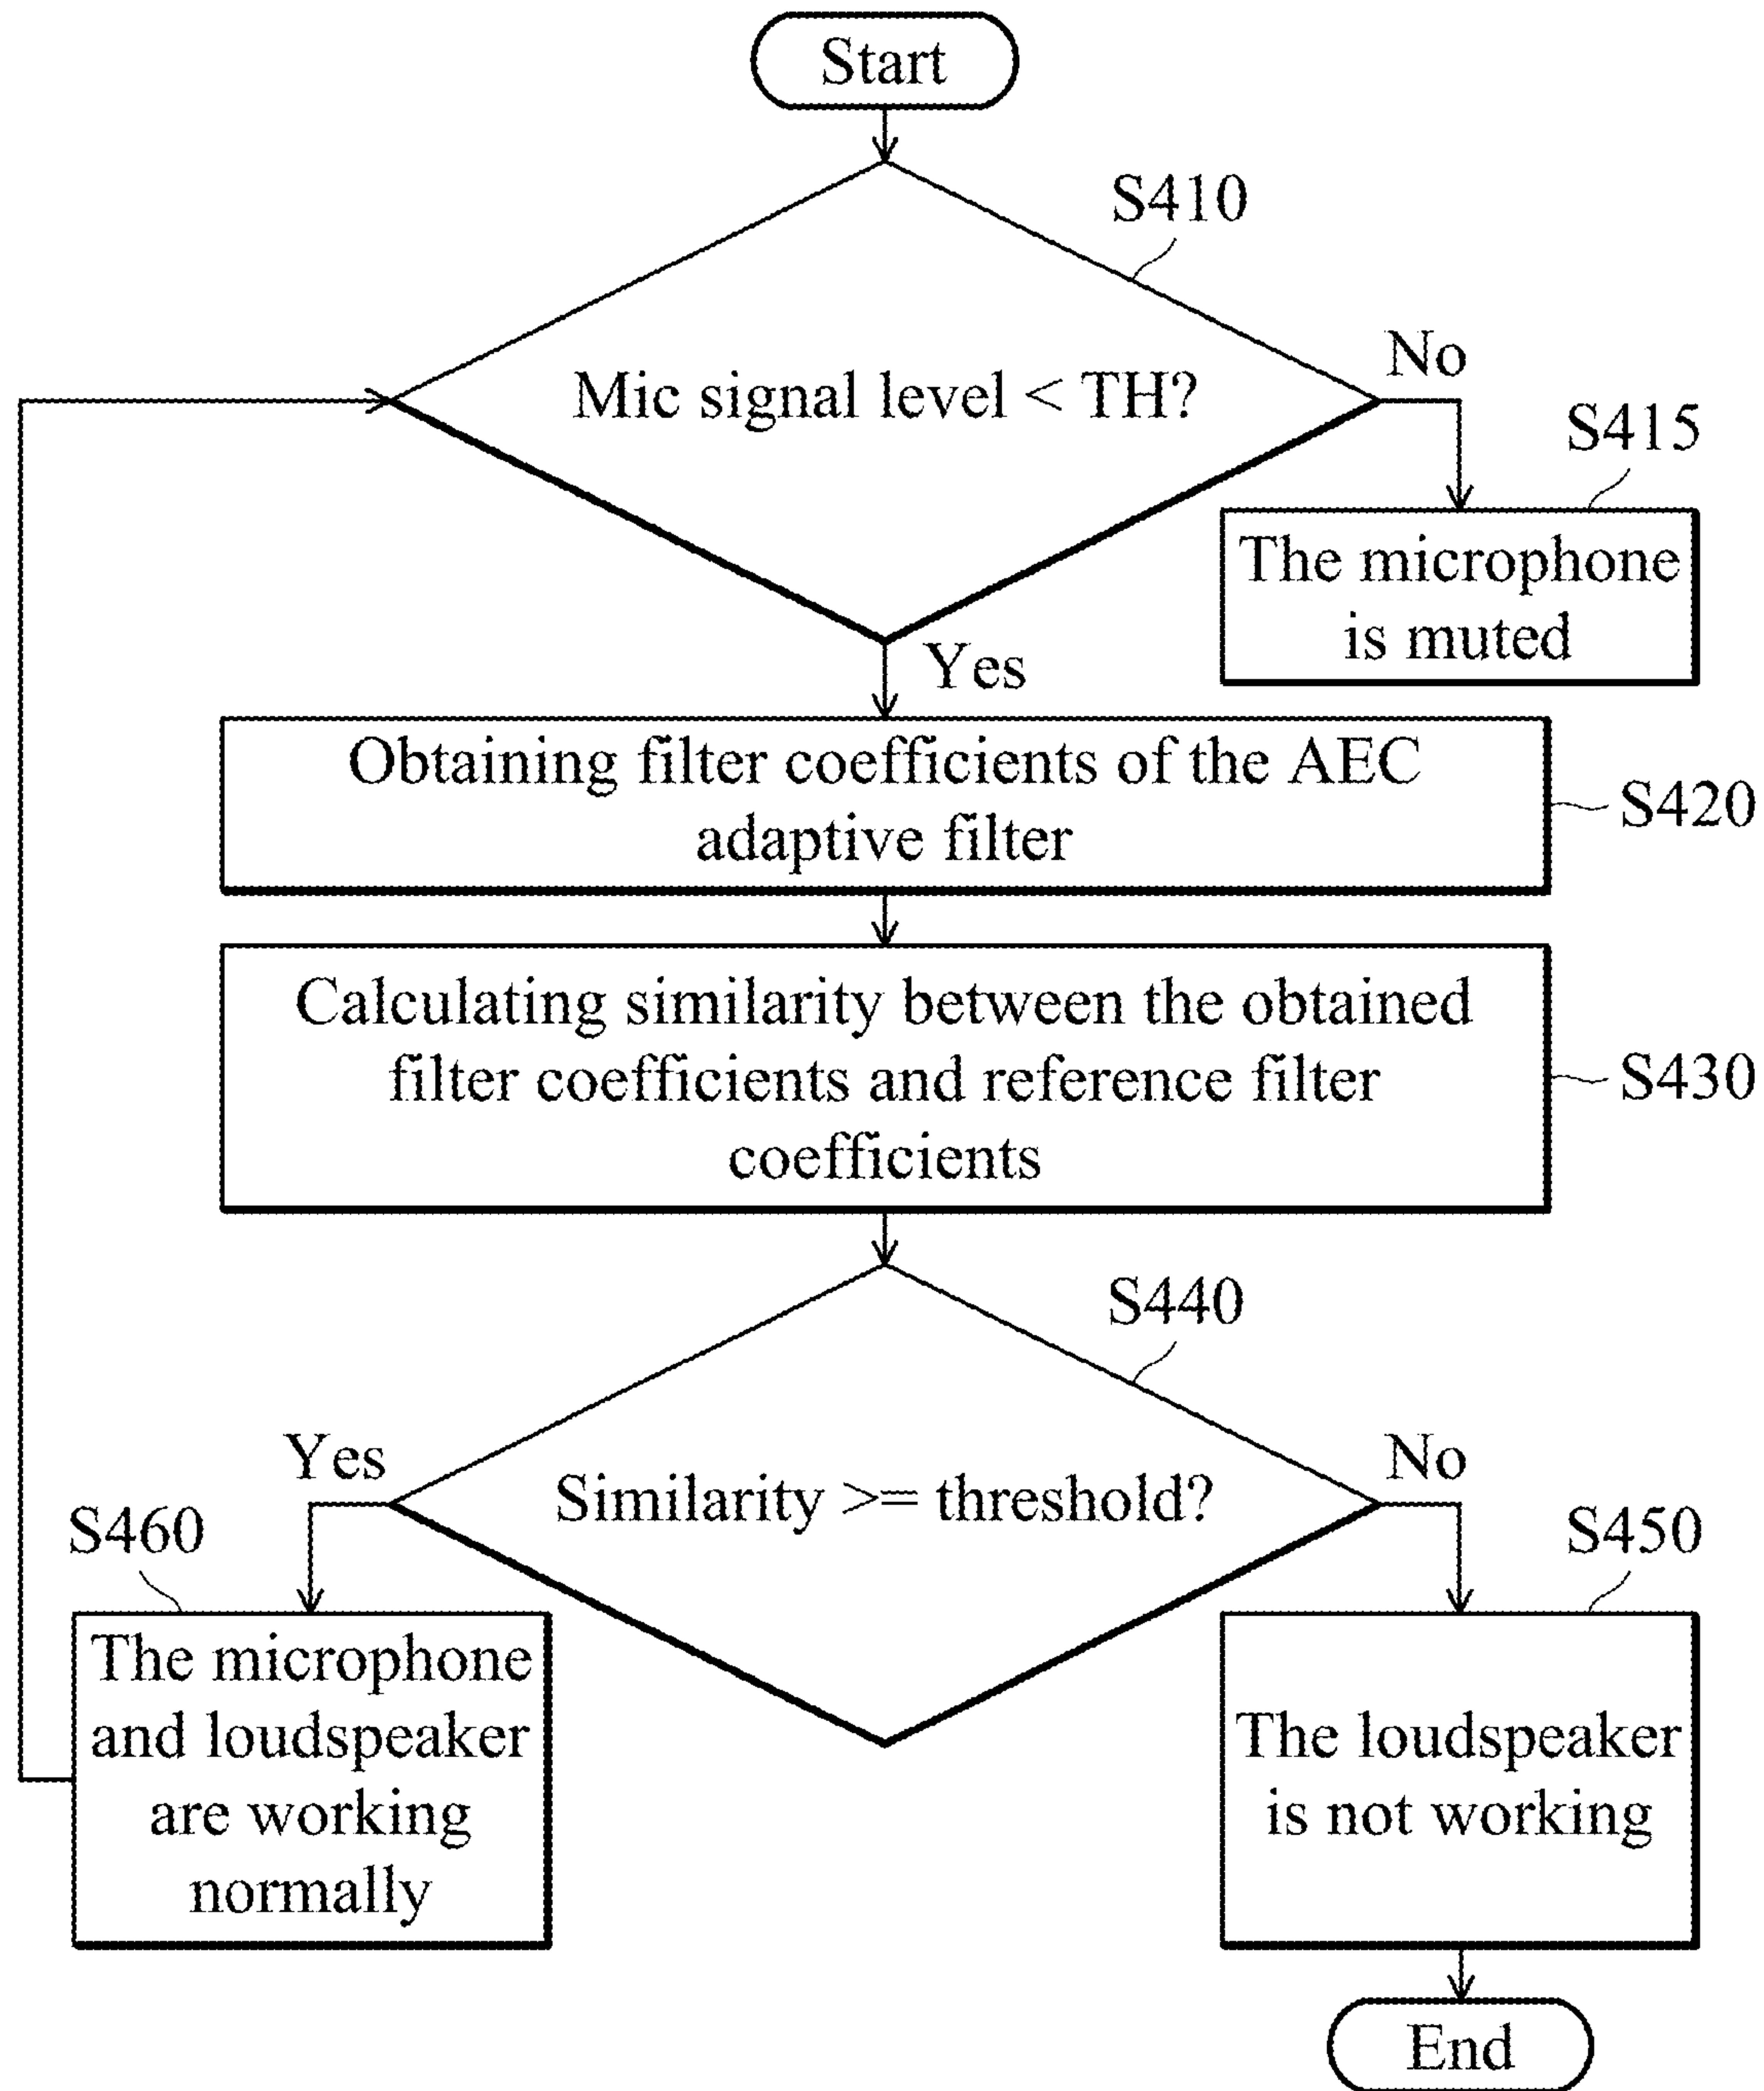 Start
S410
Mic signal level < TH?
No
S415
The microphone
is muted
Yes
Obtaining filter coefficients of the AEC
adaptive filter
S420
Calculating similarity between the obtained
filter coefficients and reference filter
coefficients
S430
S440
Similarity >= threshold?
Yes
No
S460
The microphone
and loudspeaker
are working
normally
S450
The loudspeaker
is not working
End